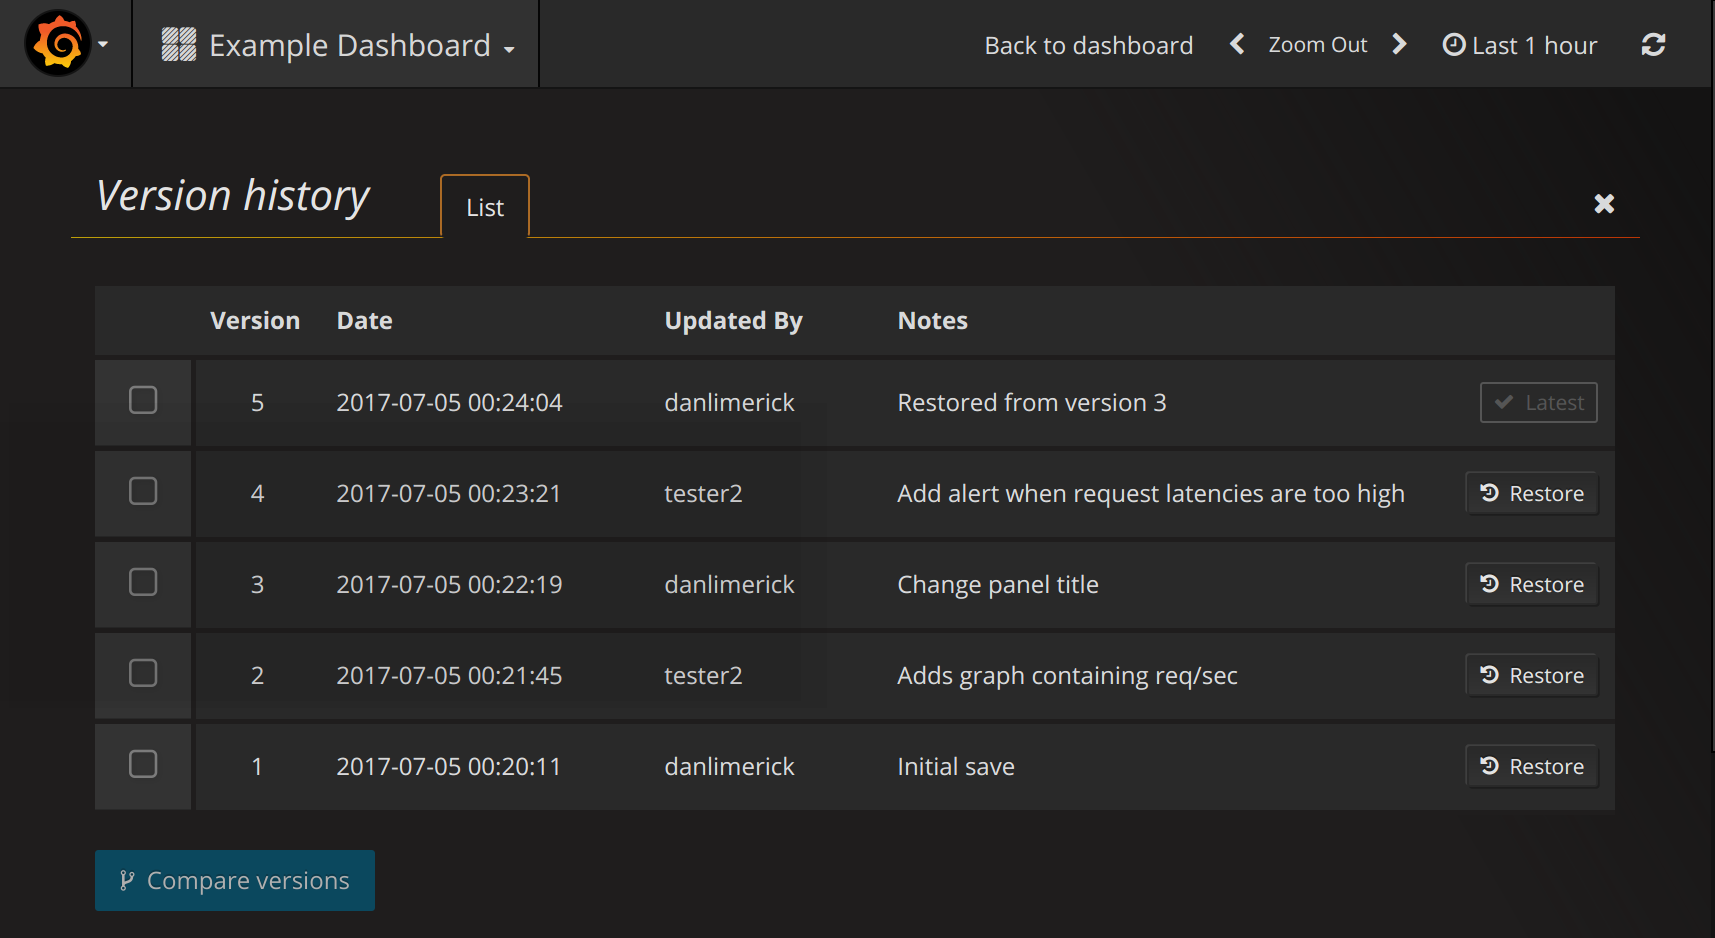 Example Dashboard
Back to dashboard Zoom Out Last 1 hour
Version history List
Version Date Updated By Notes
5 2017-07-05 00:24:04 danlimerick Restored from version 3 Latest
4 2017-07-05 00:23:21 tester2 Add alert when request latencies are too high Restore
3 2017-07-05 00:22:19 danlimerick Change panel title Restore
2 2017-07-05 00:21:45 tester2 Adds graph containing req/sec Restore
1 2017-07-05 00:20:11 danlimerick Initial save Restore
Compare versions